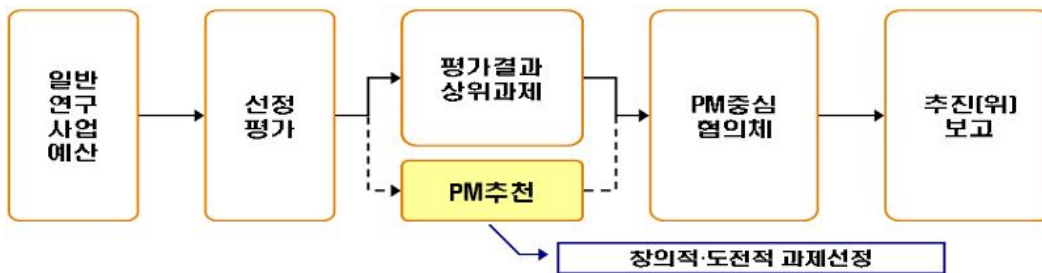 일반
연구
사업
예산
선정
평가
평가결과
상위과제
PM추천
PM중심
협의체
추진(위)
보고
창의적·도전적 과제선정